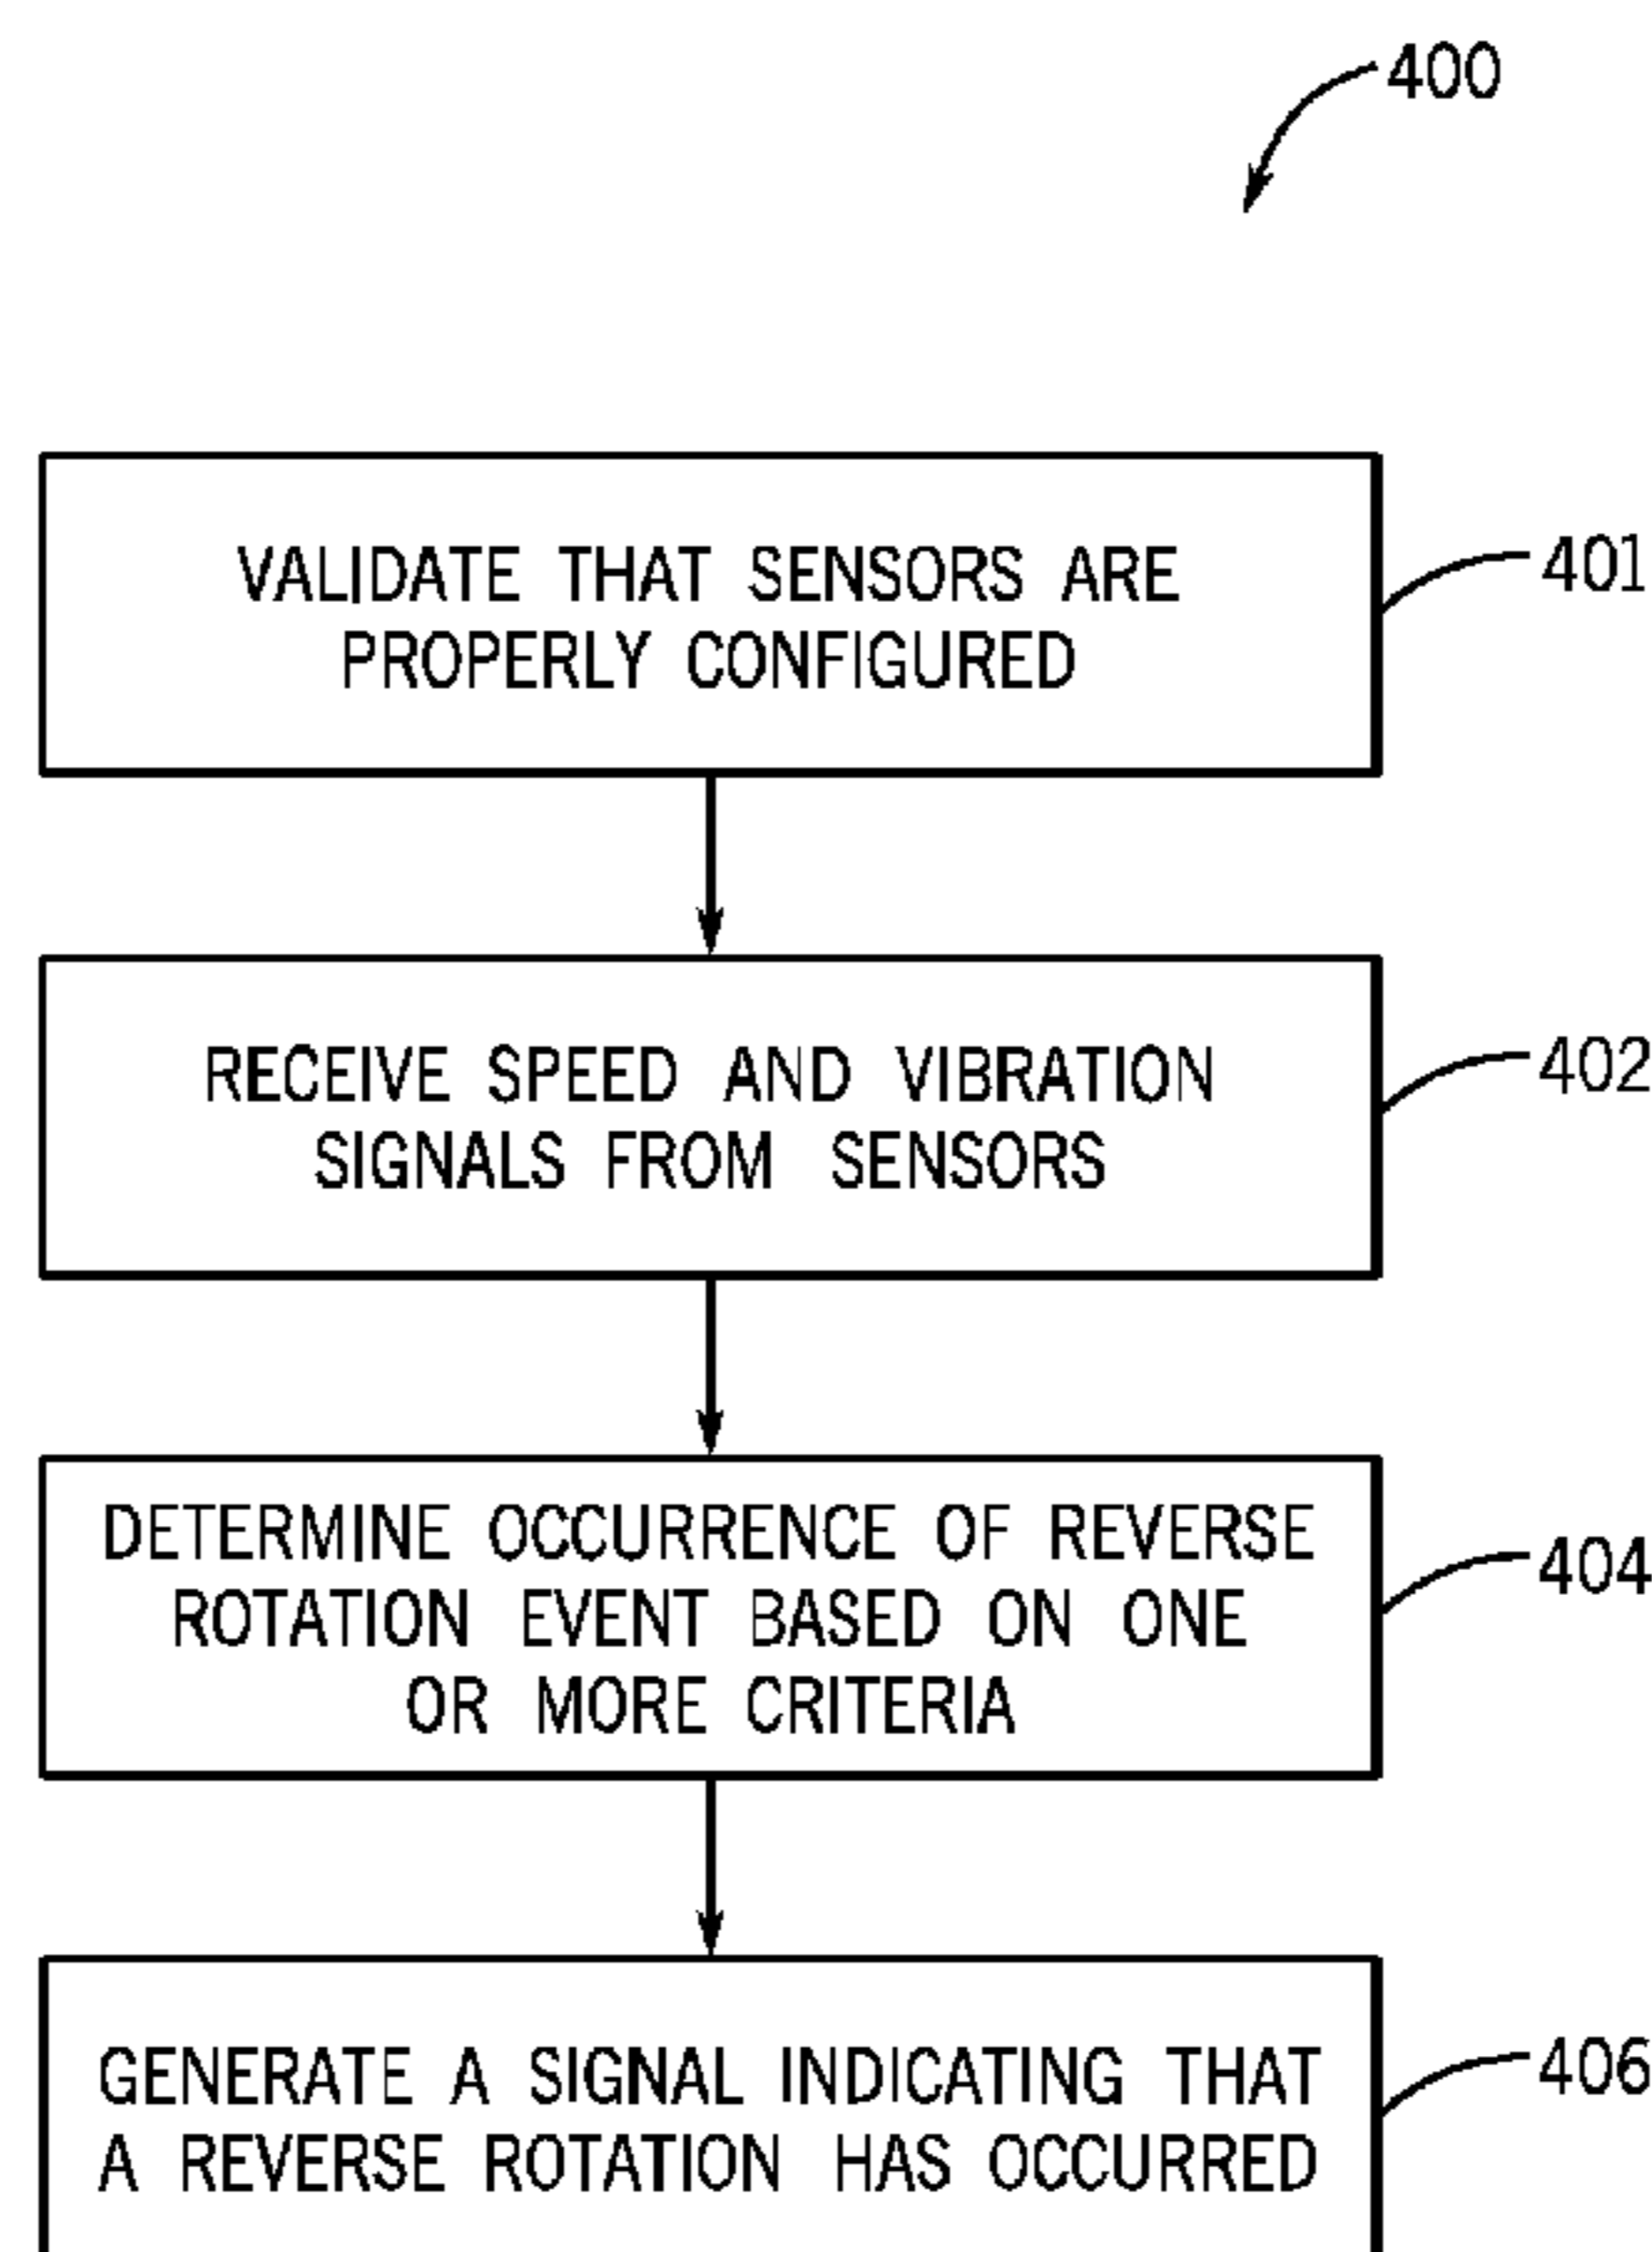 400
VALIDATE THAT SENSORS ARE
PROPERLY CONFIGURED
401
RECEIVE SPEED AND VIBRATION
SIGNALS FROM SENSORS
402
DETERMINE OCCURRENCE OF REVERSE
ROTATION EVENT BASED ON ONE
OR MORE CRITERIA
404
GENERATE A SIGNAL INDICATING THAT
A REVERSE ROTATION HAS OCCURRED
406